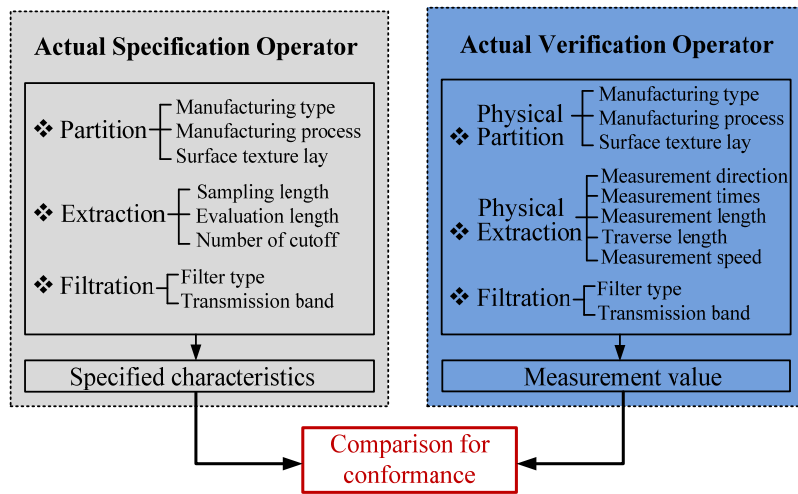 Actual Specification Operator
❖ Partition
Manufacturing type
Manufacturing process
Surface texture lay
❖ Extraction
Sampling length
Evaluation length
Number of cutoff
❖ Filtration
Filter type
Transmission band
Specified characteristics
Actual Verification Operator
❖ Physical
Partition
Manufacturing type
Manufacturing process
Surface texture lay
❖ Physical
Extraction
Measurement direction
Measurement times
Measurement length
Traverse length
Measurement speed
❖ Filtration
Filter type
Transmission band
Measurement value
Comparison for
conformance